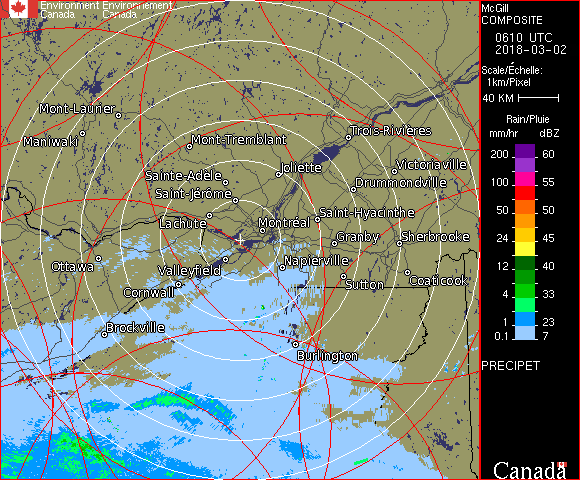 Environment Environnement
Canada Canada
McGill
COMPOSITE
0610 UTC
2018-03-02
Scale/Échelle:
1km/Pixel
40 KM
Rain/Pluie
mm/hr dBZ
200 60
100 55
80 53
50 50
24 45
12 40
4 33
1 23
0.1 7
PRECIPET
Canada
Mont-Laurier
Maniwaki
Mont-Tremblant
Trois-Rivières
Joliette
Victoriaville
Sainte-Adèle
Drummondville
Saint-Jérôme
Lachute
Saint-Hyacinthe
Montréal
Granby
Sherbrooke
Ottawa
Valleyfield
Napierville
Cornwall
Sutton
Coaticook
Brockville
Burlington